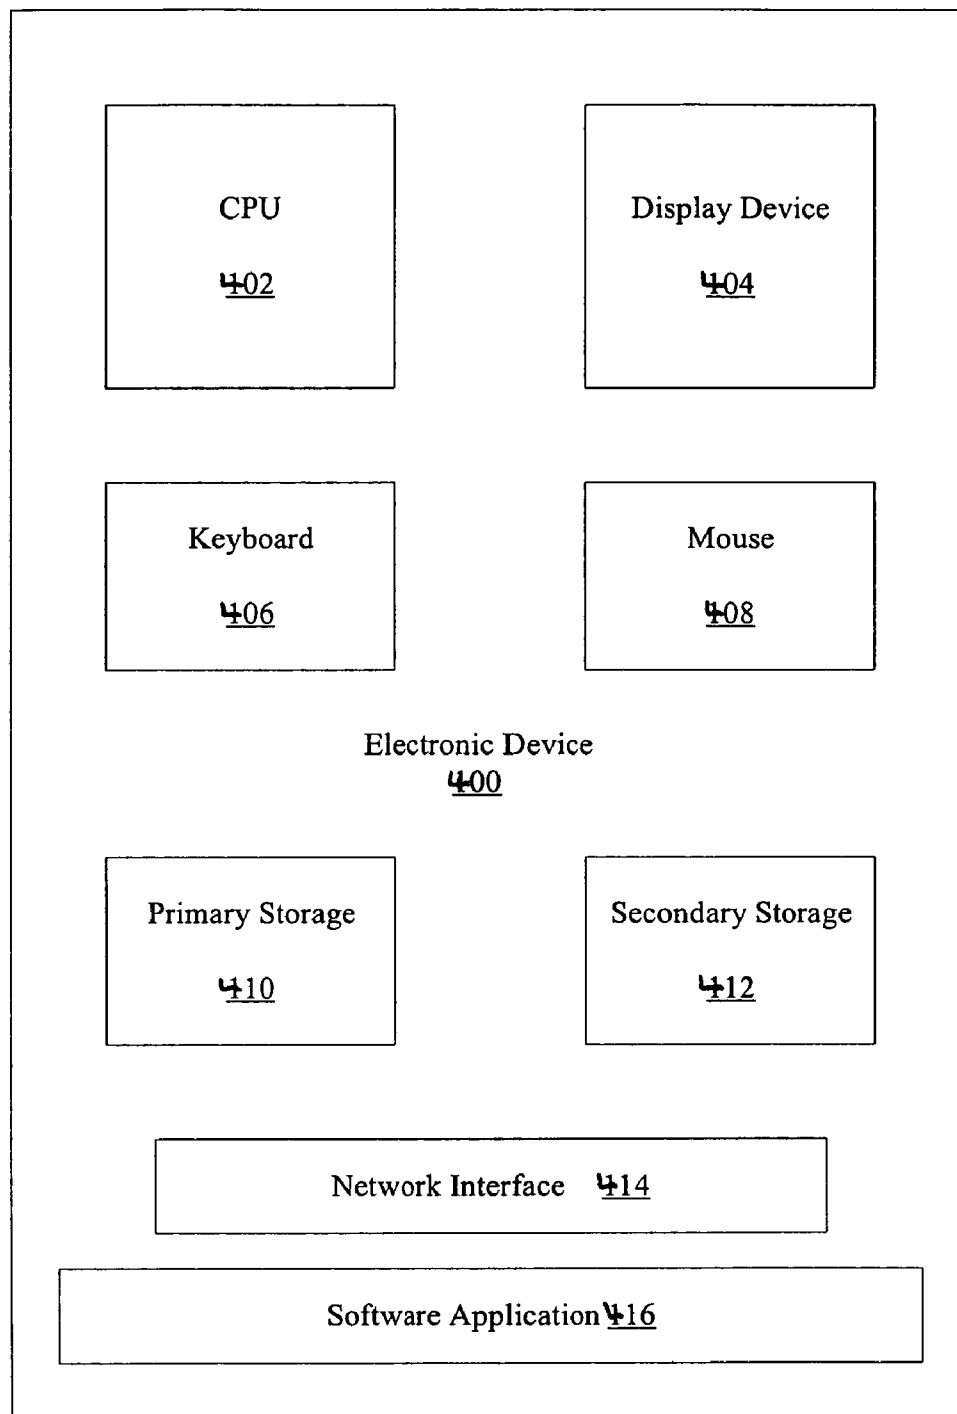 CPU
402
Display Device
404
Keyboard
406
Mouse
408
Electronic Device
400
Primary Storage
410
Secondary Storage
412
Network Interface 414
Software Application 416